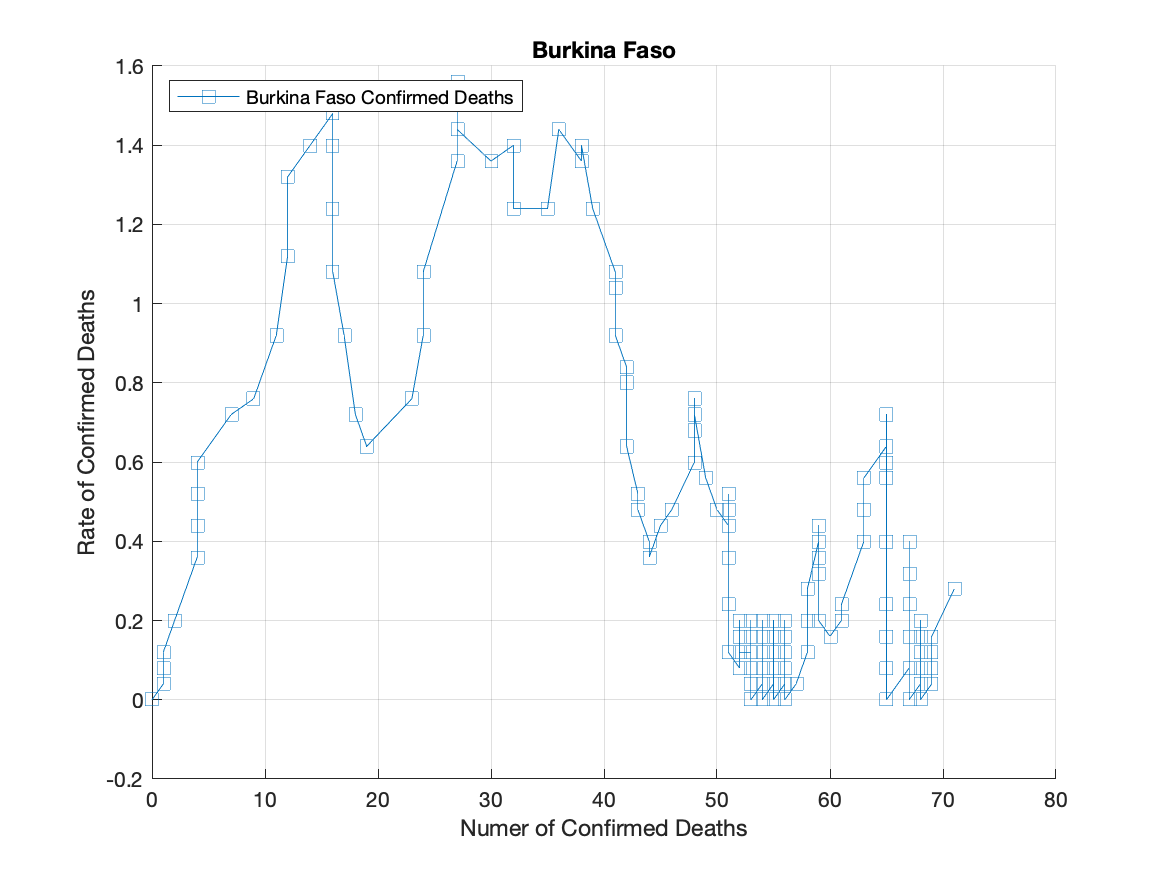 Burkina Faso
Burkina Faso Confirmed Deaths
1.6
1.4
1.2
1
0.8
0.6
0.4
0.2
0
-0.2
Rate of Confirmed Deaths
0 10 20 30 40 50 60 70 80
Numer of Confirmed Deaths